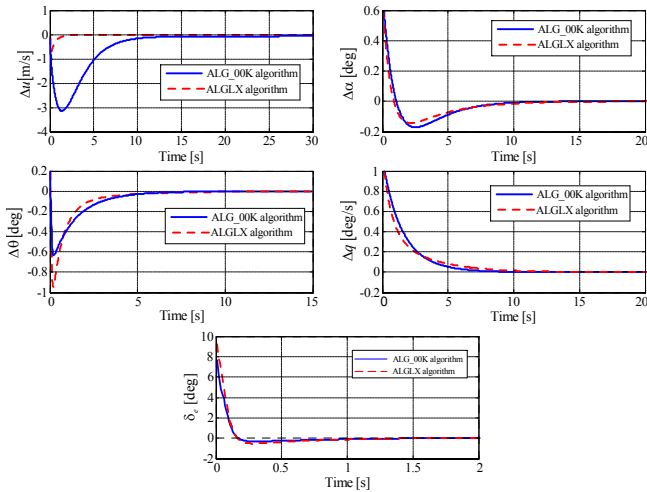 1
0
-1
-2
-3
-4
0
5
10
15
20
25
30
Time [s]
Δu[m/s]
ALG_00K algorithm
ALGLX algorithm
0.6
0.4
0.2
0
-0.2
0
5
10
15
20
Time [s]
Δα [deg]
ALG_00K algorithm
ALGLX algorithm
0.2
0
-0.2
-0.4
-0.6
-0.8
-1
0
5
10
15
Time [s]
Δθ [deg]
ALG_00K algorithm
ALGLX algorithm
1
0.8
0.6
0.4
0.2
0
-0.2
0
5
10
15
20
Time [s]
Δq [deg/s]
ALG_00K algorithm
ALGLX algorithm
10
8
6
4
2
0
-2
0
0.5
1
1.5
2
Time [s]
δe [deg]
ALG_00K algorithm
ALGLX algorithm